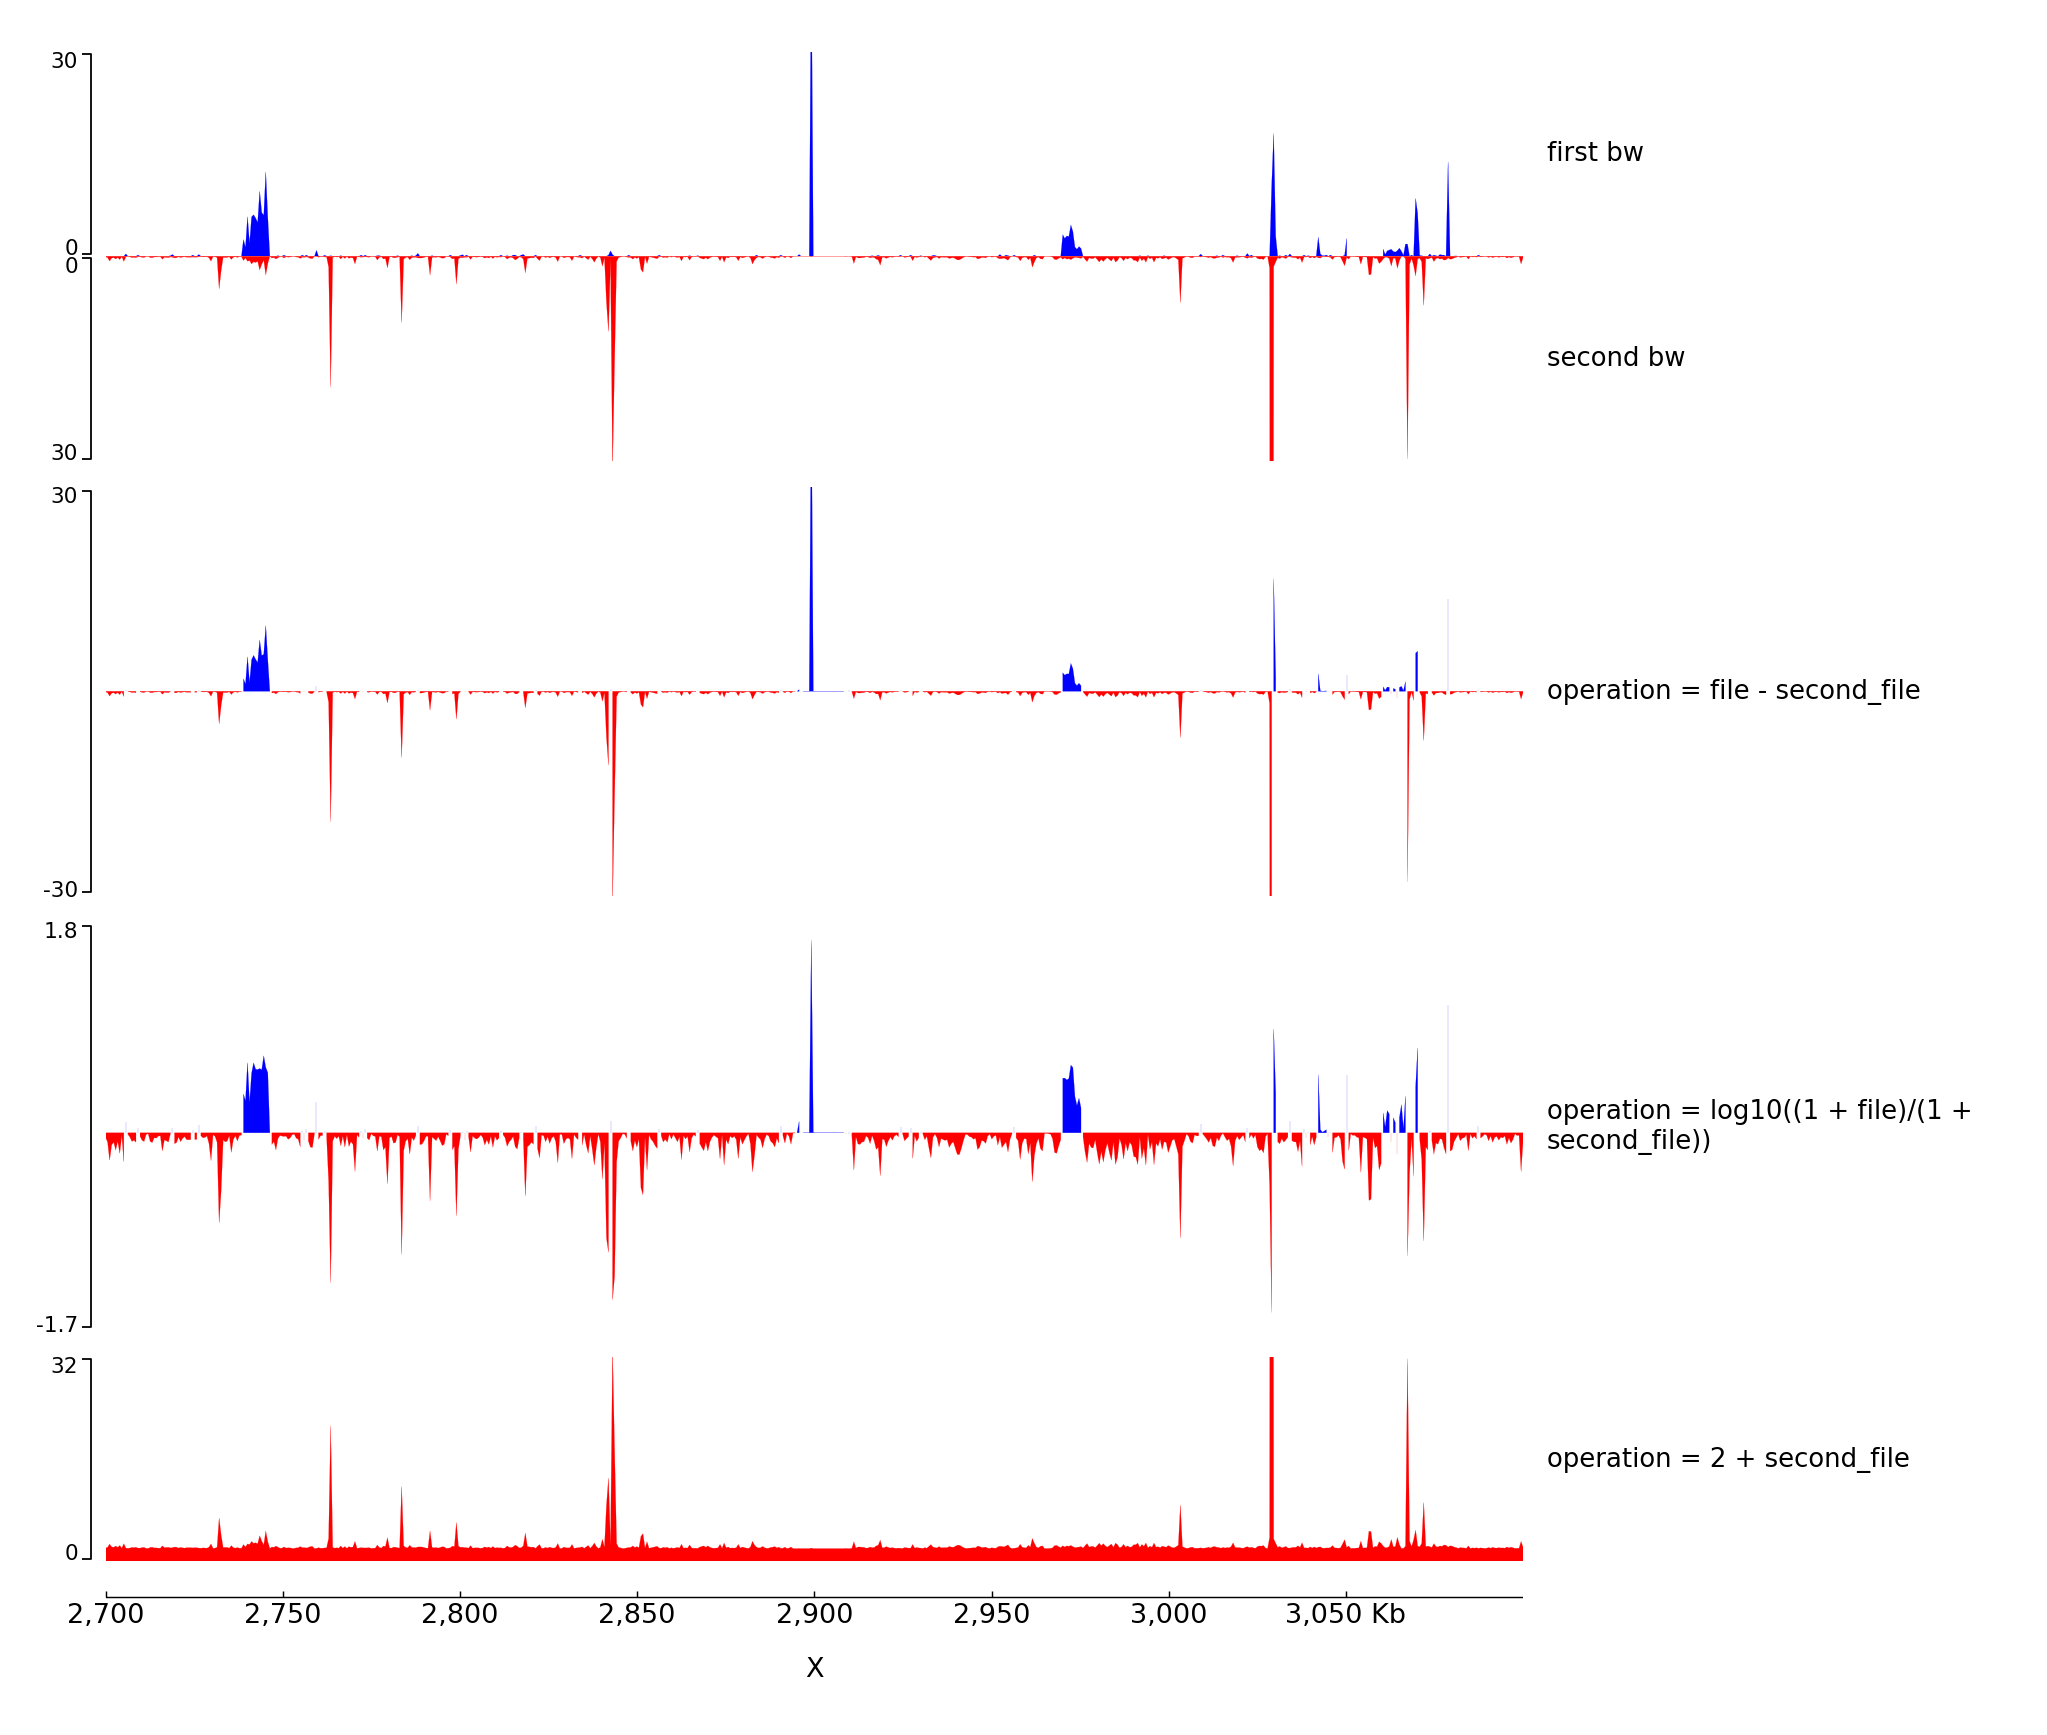 30
first bw
0
0
second bw
30
30
operation = file - second_file
-30
1.8
operation = log10((1 + file)/(1 +
second_file))
-1.7
32
operation = 2 + second_file
0
2,700 2,750 2,800 2,850 2,900 2,950 3,000 3,050 Kb
X